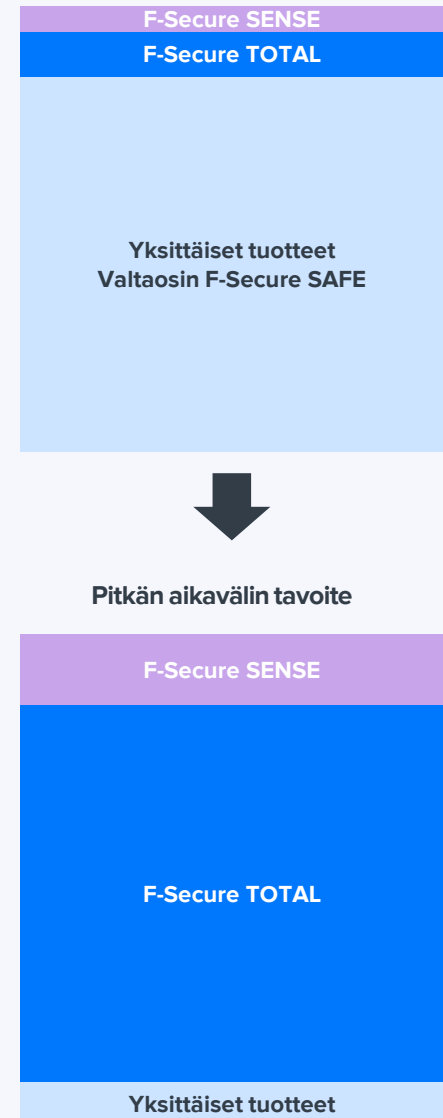 F-Secure SENSE
F-Secure TOTAL
Yksittäiset tuotteet
Valtaosin F-Secure SAFE
Pitkän aikavälin tavoite
F-Secure SENSE
F-Secure TOTAL
Yksittäiset tuotteet